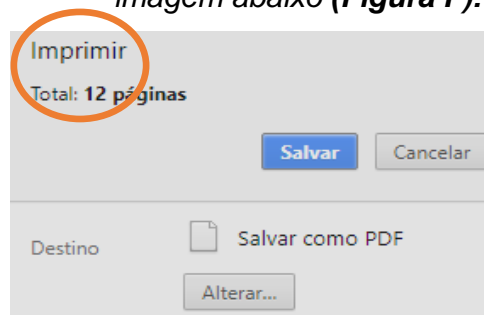 imagem abaixo (Figura F):
Imprimir
Total: 12 páginas
Salvar Cancelar
Destino Salvar como PDF
Alterar...